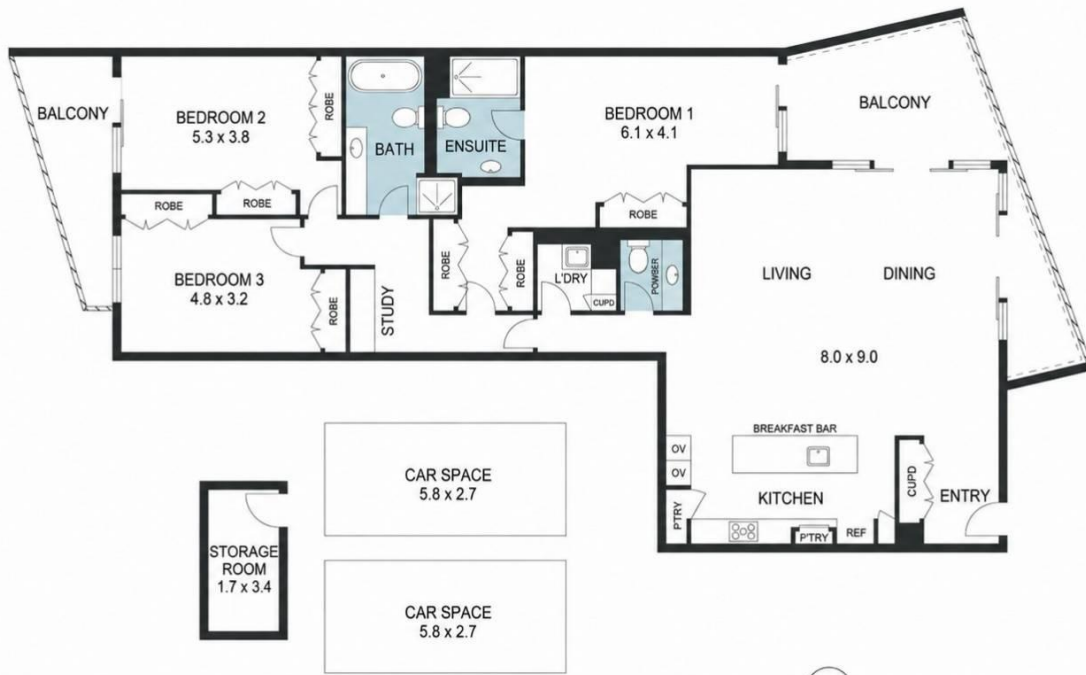 BALCONY
BEDROOM 2
5.3 x 3.8
ROBE
BATH
ENSUITE
BEDROOM 1
6.1 x 4.1
BALCONY
ROBE
ROBE
ROBE
BEDROOM 3
4.8 x 3.2
ROBE
STUDY
ROBE
ROBE
L'DRY
CUPD
POWDER
LIVING
DINING
8.0 x 9.0
BREAKFAST BAR
OV
OV
KITCHEN
P'TRY
P'TRY
REF
CUPD
ENTRY
CAR SPACE
5.8 x 2.7
STORAGE
ROOM
1.7 x 3.4
CAR SPACE
5.8 x 2.7